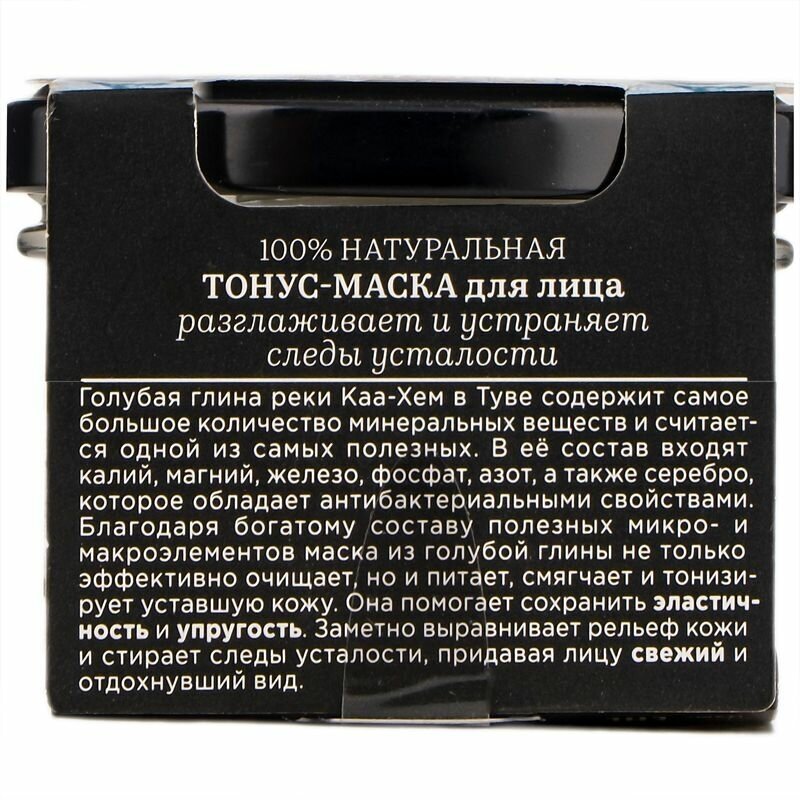 100% НАТУРАЛЬНАЯ
ТОНУС-МАСКА для лица
разглаживает и устраняет
следы усталости
Голубая глина реки Каа-Хем в Туве содержит самое
большое количество минеральных веществ и считает-
ся одной из самых полезных. В её состав входят
калий, магний, железо, фосфат, азот, а также серебро,
которое обладает антибактериальными свойствами.
Благодаря богатому составу полезных микро- и
макроэлементов маска из голубой глины не только
эффективно очищает, но и питает, смягчает и тонизи-
рует уставшую кожу. Она помогает сохранить эластич-
ность и упругость. Заметно выравнивает рельеф кожи
и стирает следы усталости, придавая лицу свежий и
отдохнувший вид.